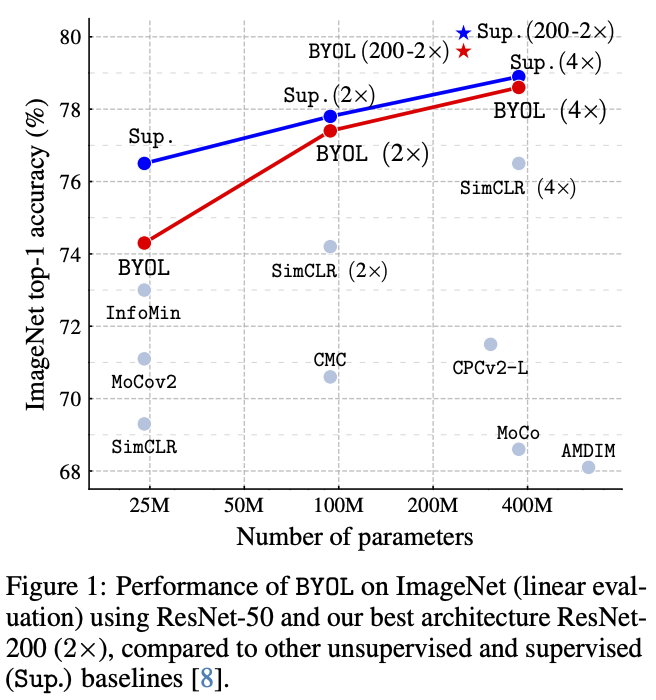 80
78
76
74
72
70
68
ImageNet top-1 accuracy (%)
Sup.(200-2×)
BYOL (200-2×)
Sup.(4×)
Sup.(2×)
BYOL (4×)
Sup.
BYOL (2×)
SimCLR (4×)
BYOL
SimCLR (2×)
InfoMin
CMC
CPCv2-L
MoCov2
SimCLR
MoCo
AMDIM
25M
50M
100M
200M
400M
Number of parameters
Figure 1: Performance of BYOL on ImageNet (linear eval-
uation) using ResNet-50 and our best architecture ResNet-
200 (2×), compared to other unsupervised and supervised
(Sup.) baselines [8].